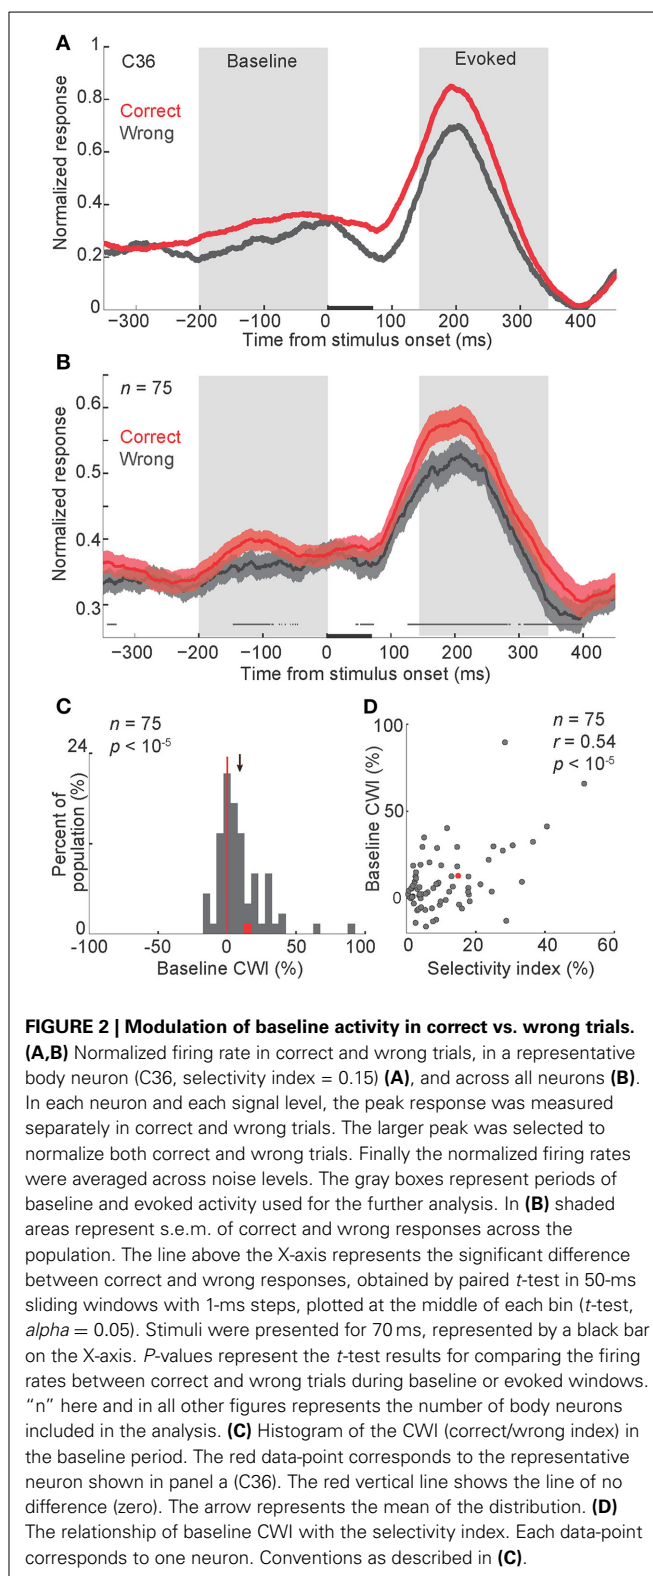 A
1
C36
Baseline
Evoked
Correct
Wrong
0.8
0.6
0.4
0.2
0
Normalized response
−300
−200
−100
0
100
200
300
400
Time from stimulus onset (ms)
B
n = 75
0.6
Correct
Wrong
0.5
0.4
0.3
Normalized response
−300
−200
−100
0
100
200
300
400
Time from stimulus onset (ms)
C
n = 75
p < 10-5
24
0
Percent of
population (%)
-100
-50
0
50
100
Baseline CWI (%)
D
100
n = 75
r = 0.54
p < 10-5
50
0
Baseline CWI (%)
0
20
40
60
Selectivity index (%)
FIGURE 2 | Modulation of baseline activity in correct vs. wrong trials.
(A,B) Normalized firing rate in correct and wrong trials, in a representative
body neuron (C36, selectivity index = 0.15) (A), and across all neurons (B).
In each neuron and each signal level, the peak response was measured
separately in correct and wrong trials. The larger peak was selected to
normalize both correct and wrong trials. Finally the normalized firing rates
were averaged across noise levels. The gray boxes represent periods of
baseline and evoked activity used for the further analysis. In (B) shaded
areas represent s.e.m. of correct and wrong responses across the
population. The line above the X-axis represents the significant difference
between correct and wrong responses, obtained by paired t-test in 50-ms
sliding windows with 1-ms steps, plotted at the middle of each bin (t-test,
alpha = 0.05). Stimuli were presented for 70 ms, represented by a black bar
on the X-axis. P-values represent the t-test results for comparing the firing
rates between correct and wrong trials during baseline or evoked windows.
“n” here and in all other figures represents the number of body neurons
included in the analysis. (C) Histogram of the CWI (correct/wrong index) in
the baseline period. The red data-point corresponds to the representative
neuron shown in panel a (C36). The red vertical line shows the line of no
difference (zero). The arrow represents the mean of the distribution. (D)
The relationship of baseline CWI with the selectivity index. Each data-point
corresponds to one neuron. Conventions as described in (C).